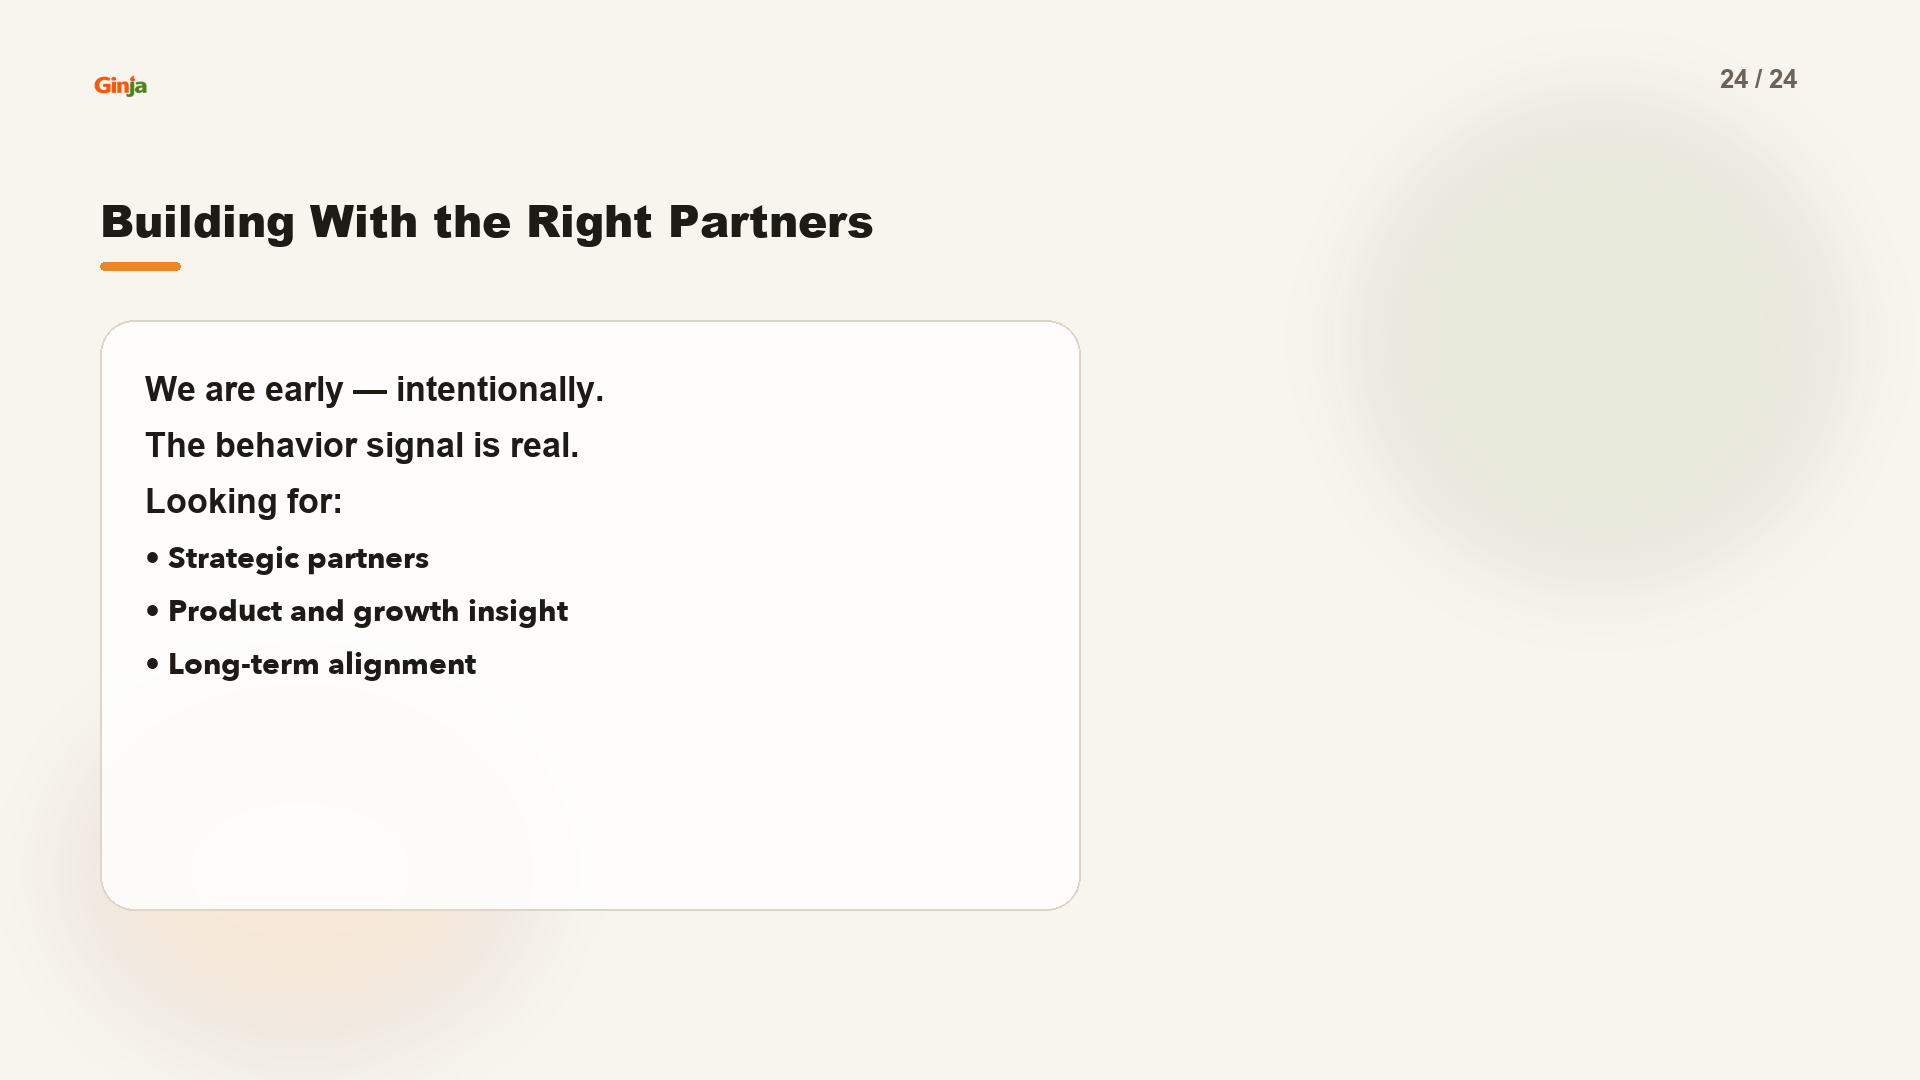 Ginja
24 / 24
Building With the Right Partners
We are early — intentionally.
The behavior signal is real.
Looking for:
• Strategic partners
• Product and growth insight
• Long-term alignment